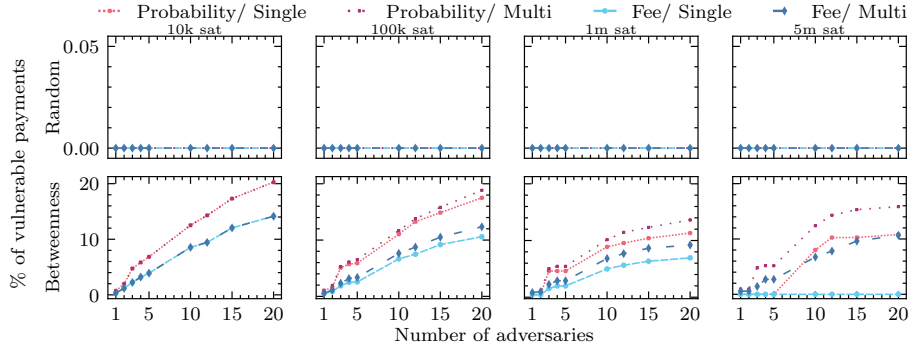 Probability/ Single Probability/ Multi Fee/ Single Fee/ Multi
10k sat 100k sat 1m sat 5m sat
% of vulnerable payments
Random
0.05
0.00
Betweenness
20
10
0
1 5 10 15 20 1 5 10 15 20 1 5 10 15 20 1 5 10 15 20
Number of adversaries